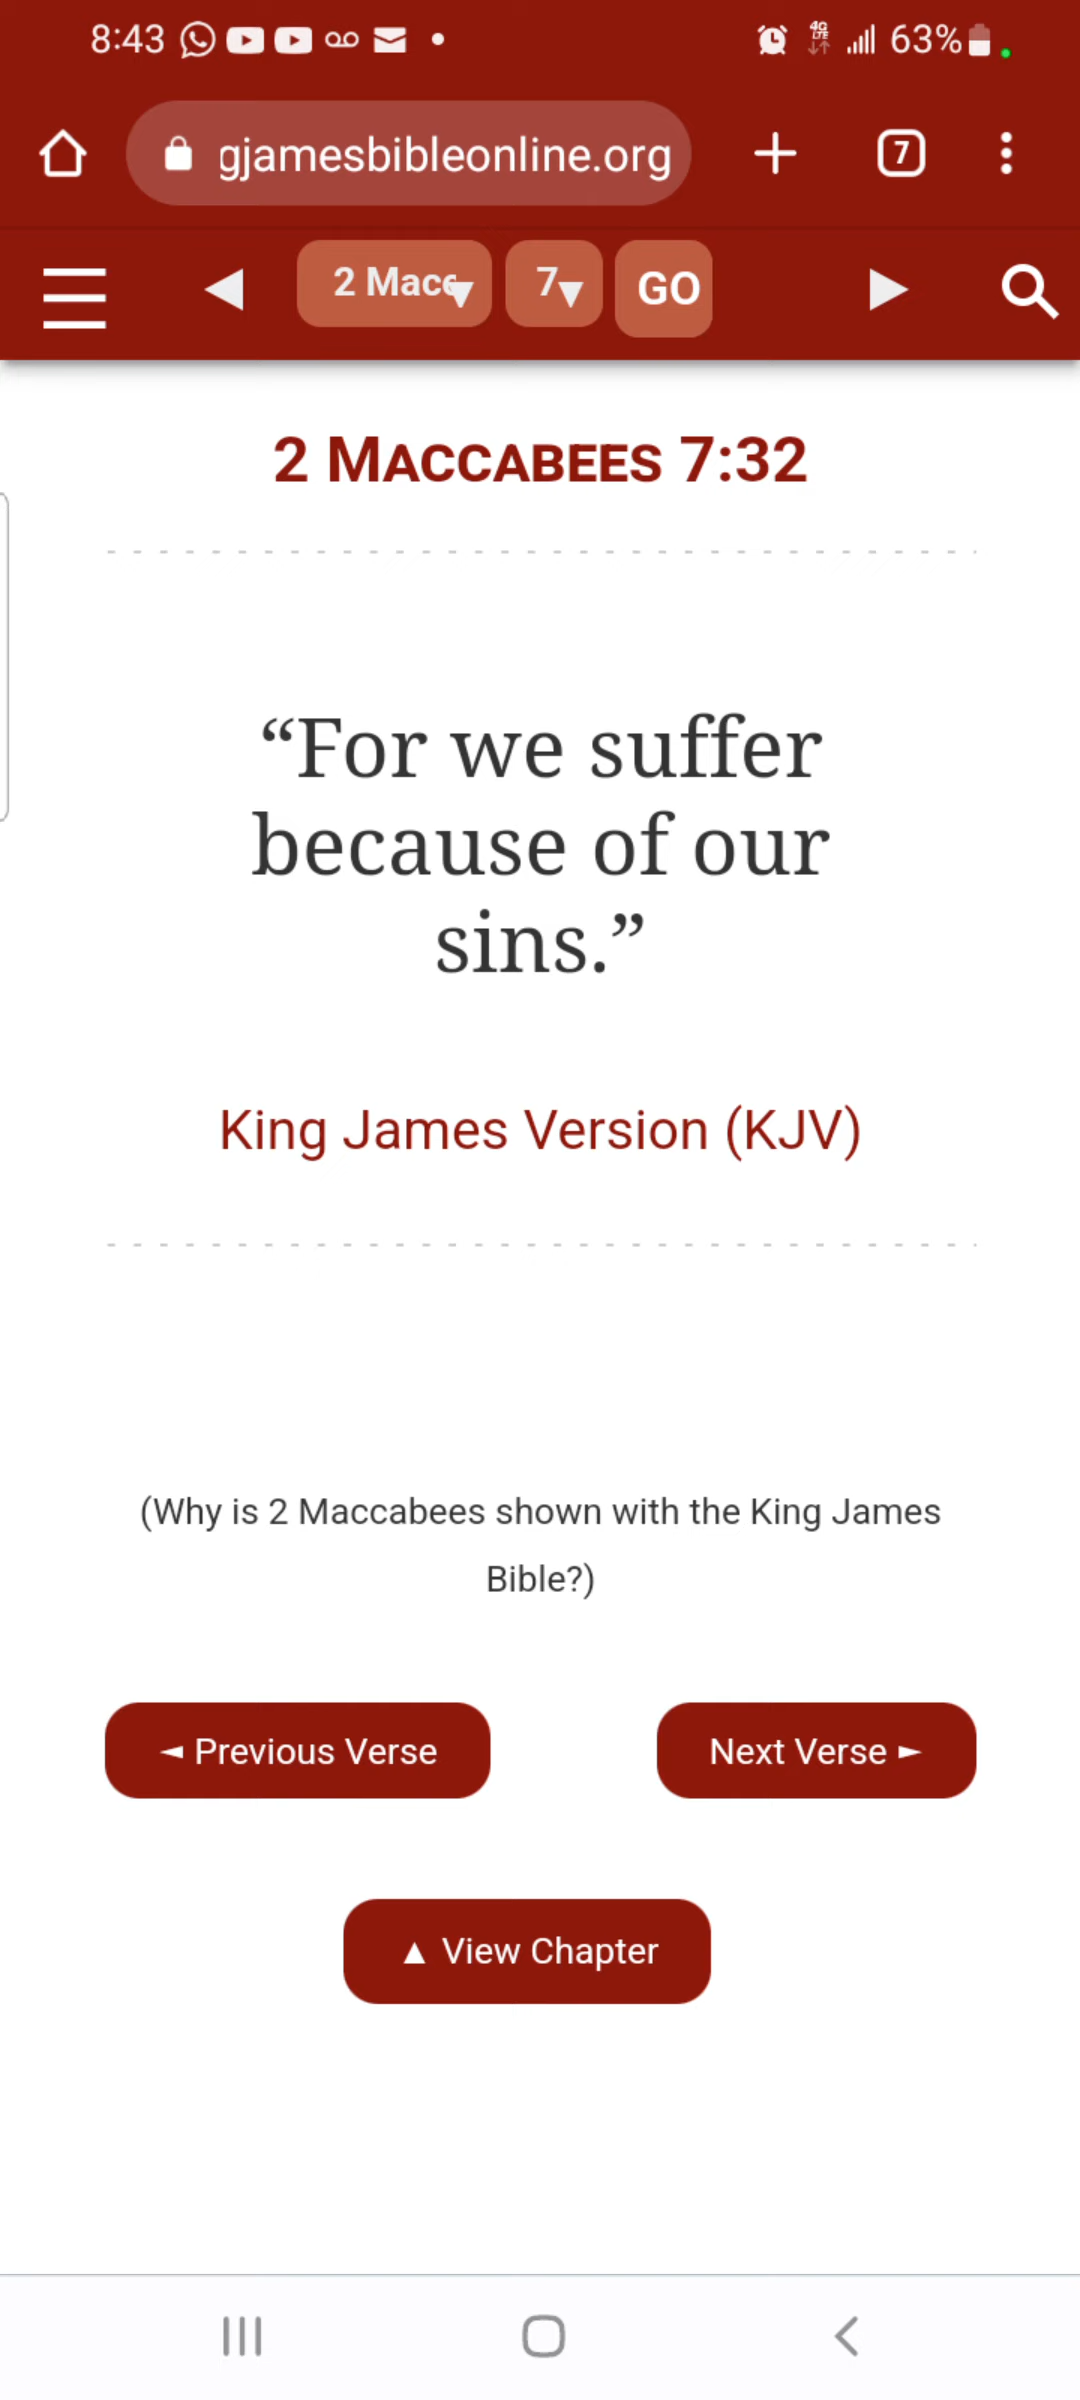 8:43 63%
gjamesbibleonline.org 7
2 Macc 7 GO
2 MACCABEES 7:32
“For we suffer
because of our
sins.”
King James Version (KJV)
(Why is 2 Maccabees shown with the King James
Bible?)
◄ Previous Verse Next Verse ►
▲ View Chapter